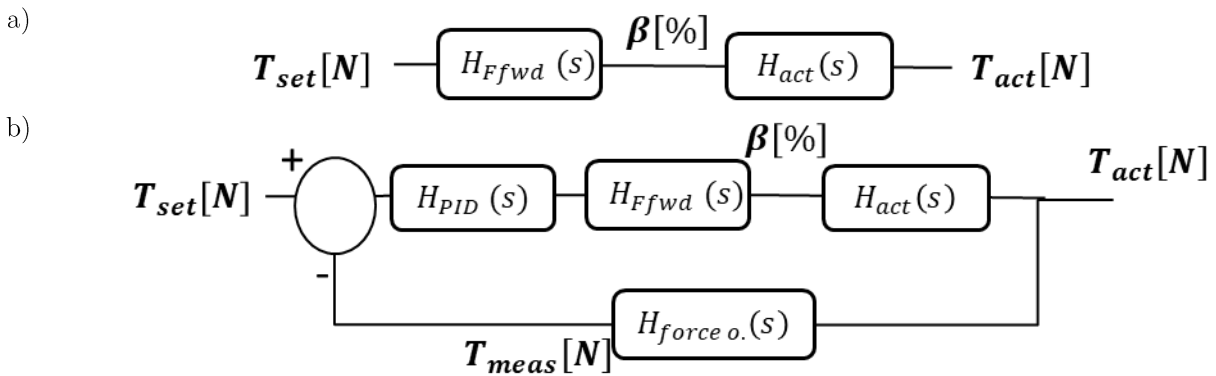 a)
T_set[N] H_Ffwd (s) β[%] H_act(s) T_act[N]
b)
+ T_set[N] H_PID (s) H_Ffwd (s) β[%] H_act(s) T_act[N]
-
H_force o.(s)
T_meas[N]